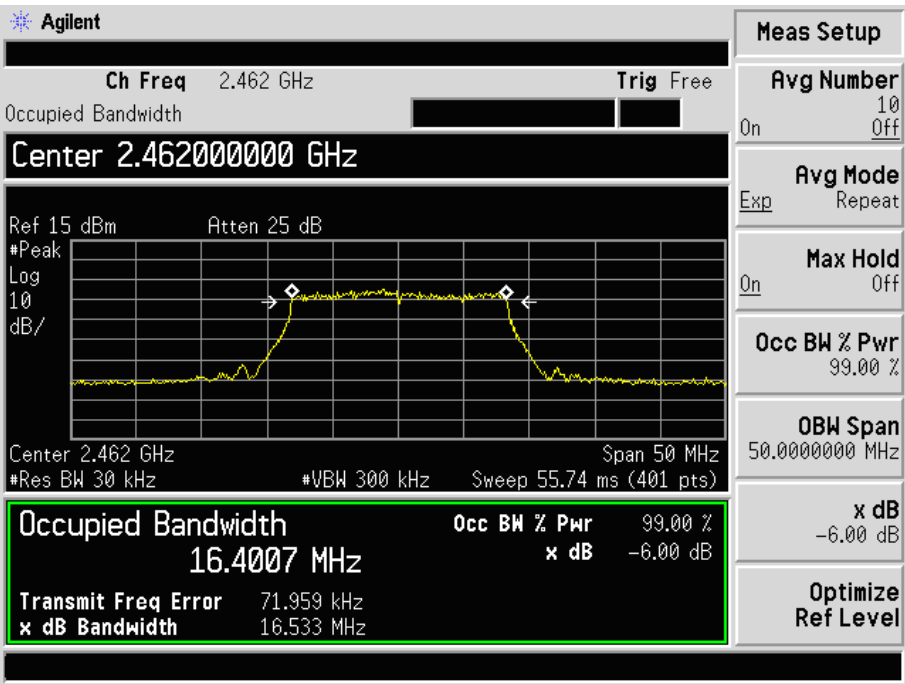 Agilent
Ch Freq 2.462 GHz Trig Free
Occupied Bandwidth
Center 2.462000000 GHz
Ref 15 dBm Atten 25 dB
#Peak
Log
10
dB/
Center 2.462 GHz Span 50 MHz
#Res BW 30 kHz #VBW 300 kHz Sweep 55.74 ms (401 pts)
Occupied Bandwidth
16.4007 MHz
Occ BW % Pwr 99.00 %
x dB -6.00 dB
Transmit Freq Error 71.959 kHz
x dB Bandwidth 16.533 MHz
Meas Setup
Avg Number
10
On Off
Avg Mode
Exp Repeat
Max Hold
On Off
Occ BW % Pwr
99.00 %
OBW Span
50.0000000 MHz
x dB
-6.00 dB
Optimize
Ref Level